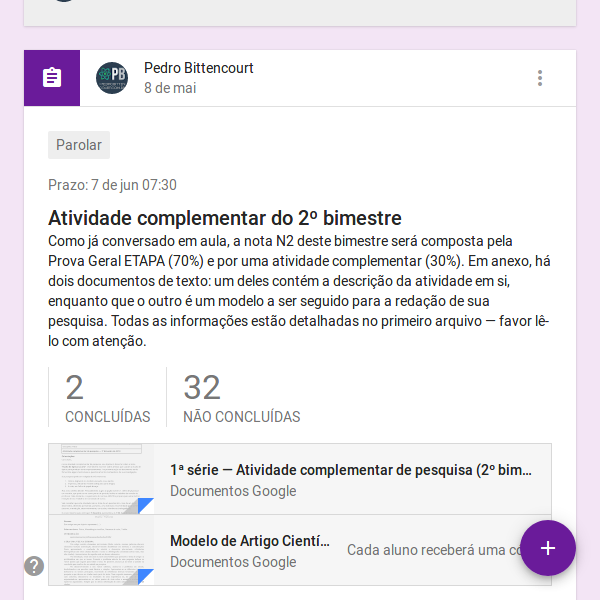 PB
Pedro Bittencourt
8 de mai
Parolar
Prazo: 7 de jun 07:30
Atividade complementar do 2º bimestre
Como já conversado em aula, a nota N2 deste bimestre será composta pela
Prova Geral ETAPA (70%) e por uma atividade complementar (30%). Em anexo, há
dois documentos de texto: um deles contém a descrição da atividade em si,
enquanto que o outro é um modelo a ser seguido para a redação de sua
pesquisa. Todas as informações estão detalhadas no primeiro arquivo — favor lê-
lo com atenção.
2
32
CONCLUÍDAS
NÃO CONCLUÍDAS
1ª série — Atividade complementar de pesquisa (2º bim...
Documentos Google
Modelo de Artigo Cientí...
Cada aluno receberá uma
Documentos Google